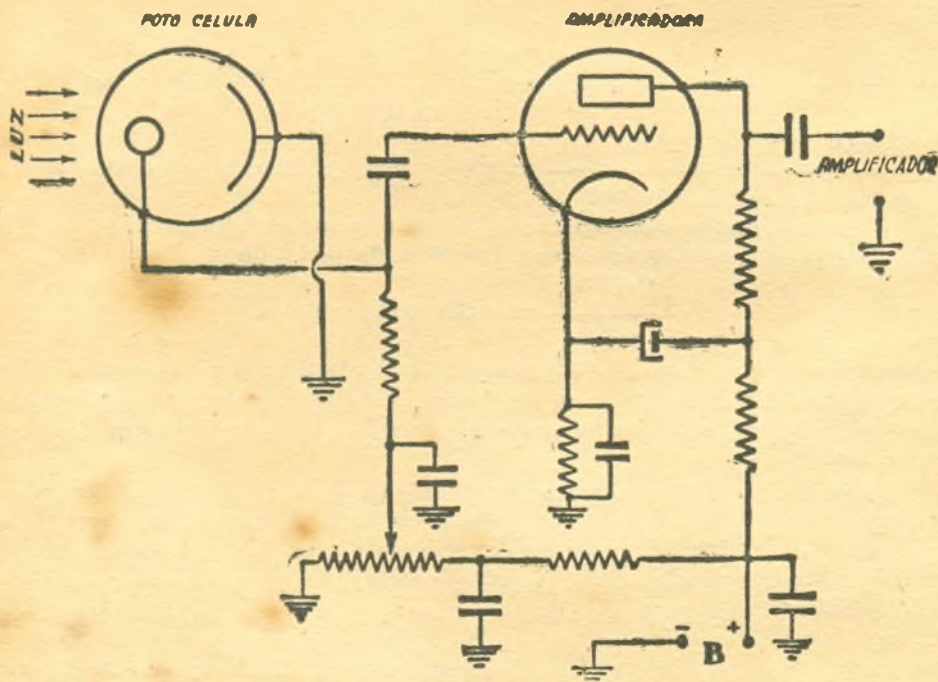 FOTO CELULA
AMPLIFICADORA
LUZ
AMPLIFICADOR
- B +